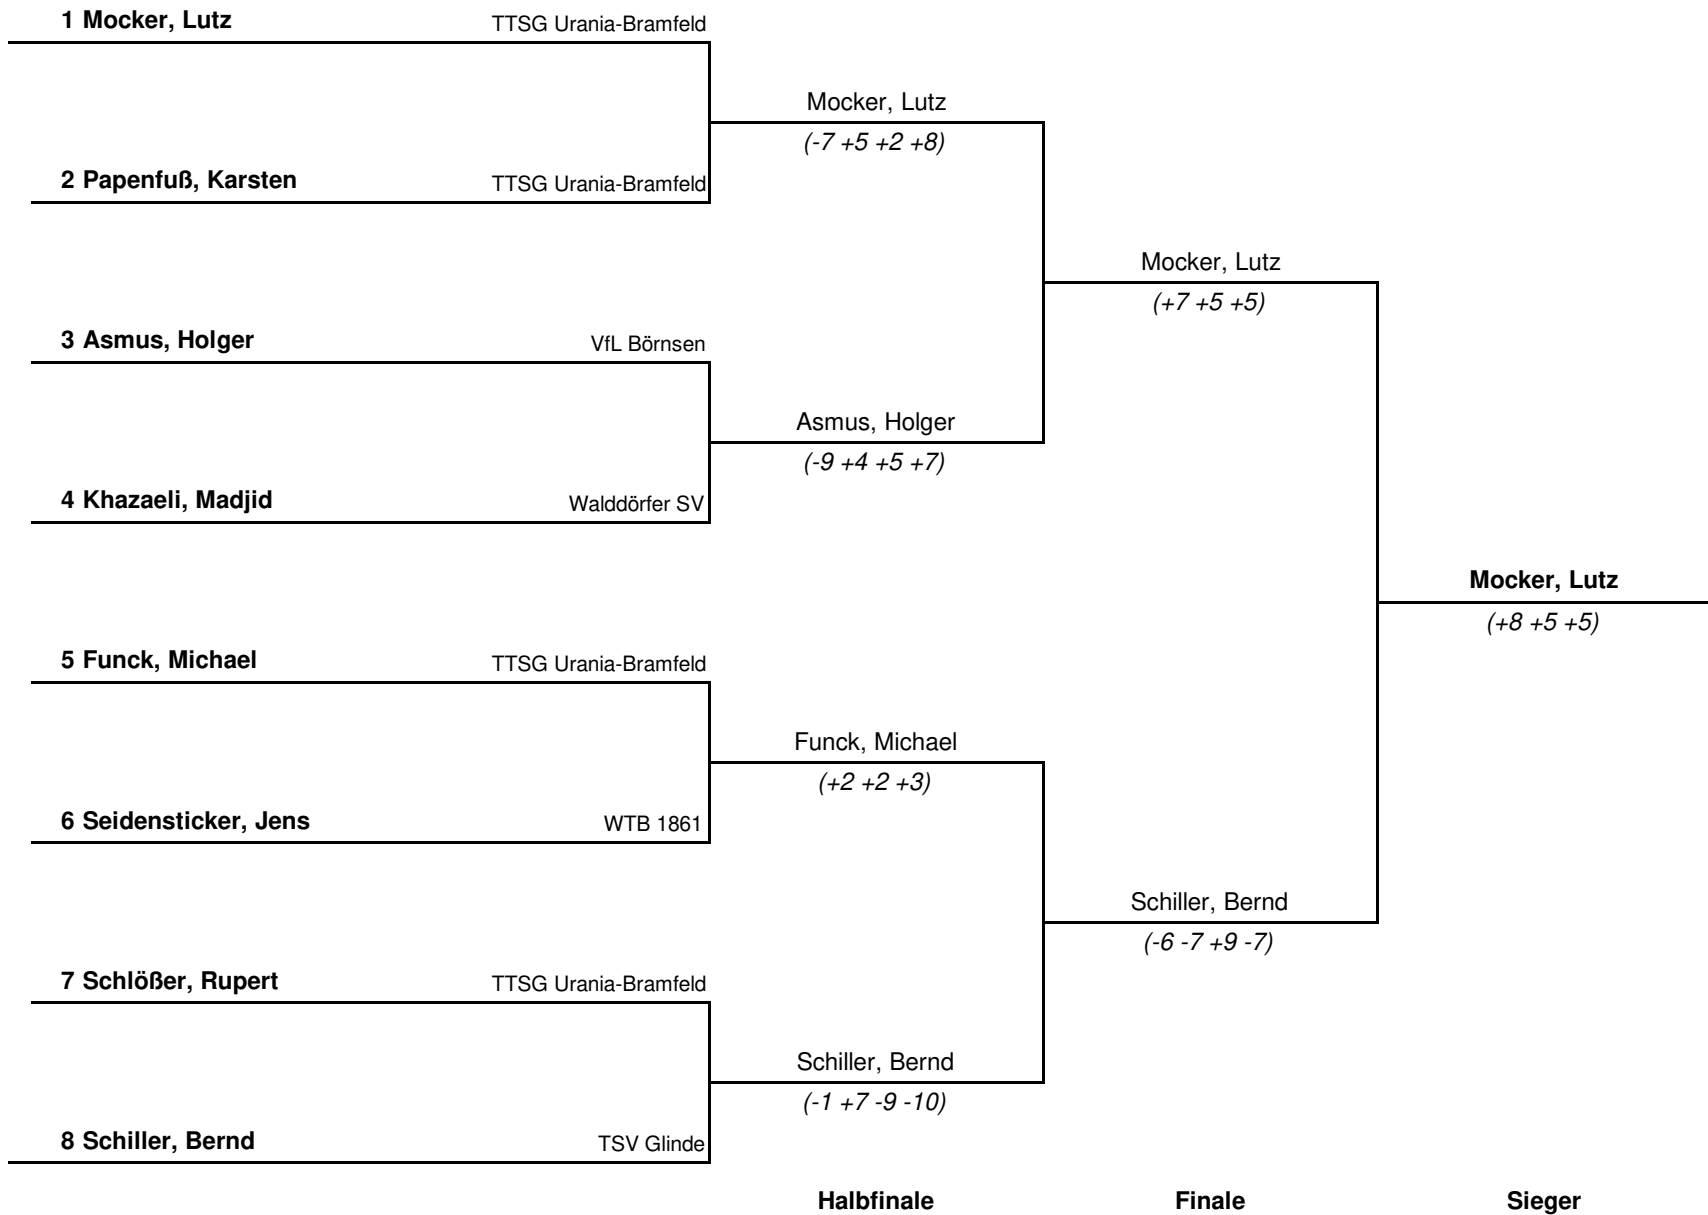 1 Mocker, Lutz TTSG Urania-Bramfeld
Mocker, Lutz
(-7 +5 +2 +8)
2 Papenfuß, Karsten TTSG Urania-Bramfeld
Mocker, Lutz
(+7 +5 +5)
3 Asmus, Holger VfL Börnsen
Asmus, Holger
(-9 +4 +5 +7)
4 Khazaeli, Madjid Walddörfer SV
Mocker, Lutz
(+8 +5 +5)
5 Funck, Michael TTSG Urania-Bramfeld
Funck, Michael
(+2 +2 +3)
6 Seidensticker, Jens WTB 1861
Schiller, Bernd
(-6 -7 +9 -7)
7 Schlößer, Rupert TTSG Urania-Bramfeld
Schiller, Bernd
(-1 +7 -9 -10)
8 Schiller, Bernd TSV Glinde
Halbfinale Finale Sieger